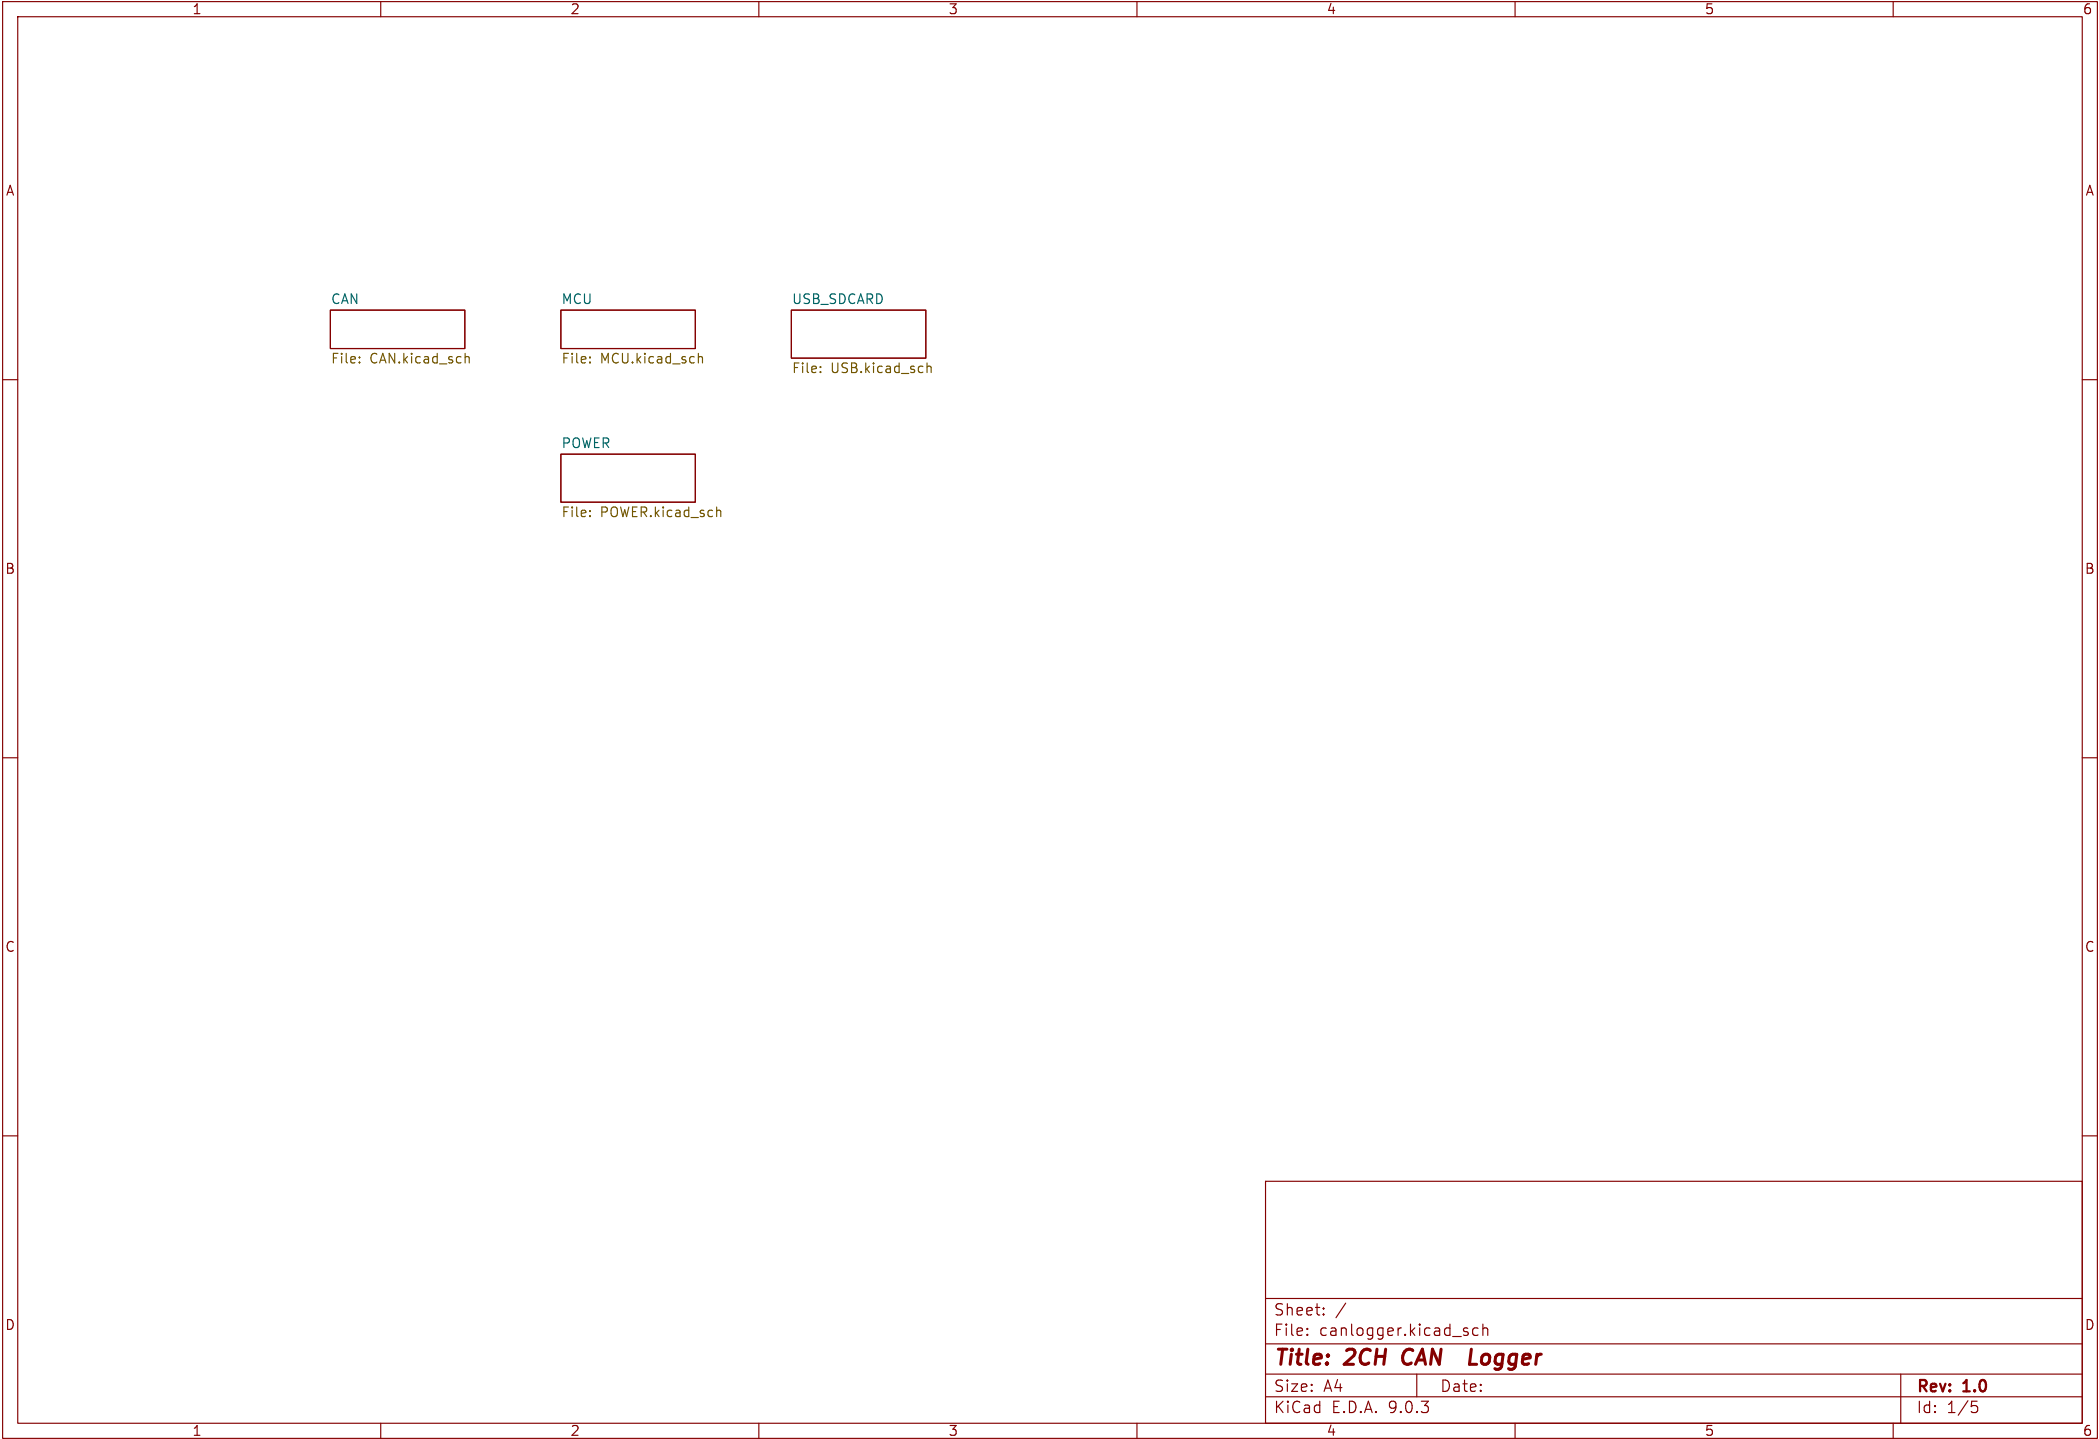 1 2 3 4 5 6
A A
CAN MCU USB_SDCARD
File: CAN.kicad_sch File: MCU.kicad_sch File: USB.kicad_sch
POWER
File: POWER.kicad_sch
B B
C C
Sheet: /
D D
File: canlogger.kicad_sch
Title: 2CH CAN  Logger
Size: A4 Date: Rev: 1.0
KiCad E.D.A. 9.0.3 Id: 1/5
1 2 3 4 5 6